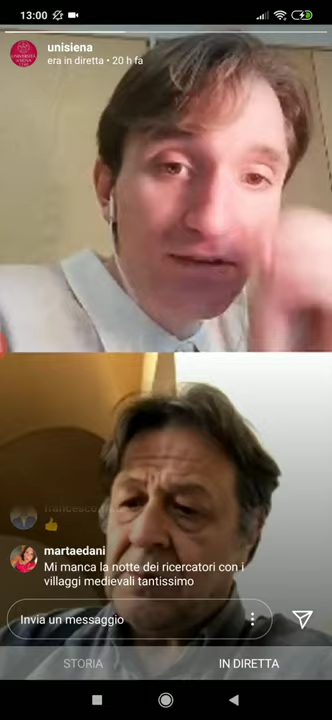 13:00
unisiena
era in diretta • 20 h fa
👍
martaedani
Mi manca la notte dei ricercatori con i
villaggi medievali tantissimo
Invia un messaggio
STORIA
IN DIRETTA